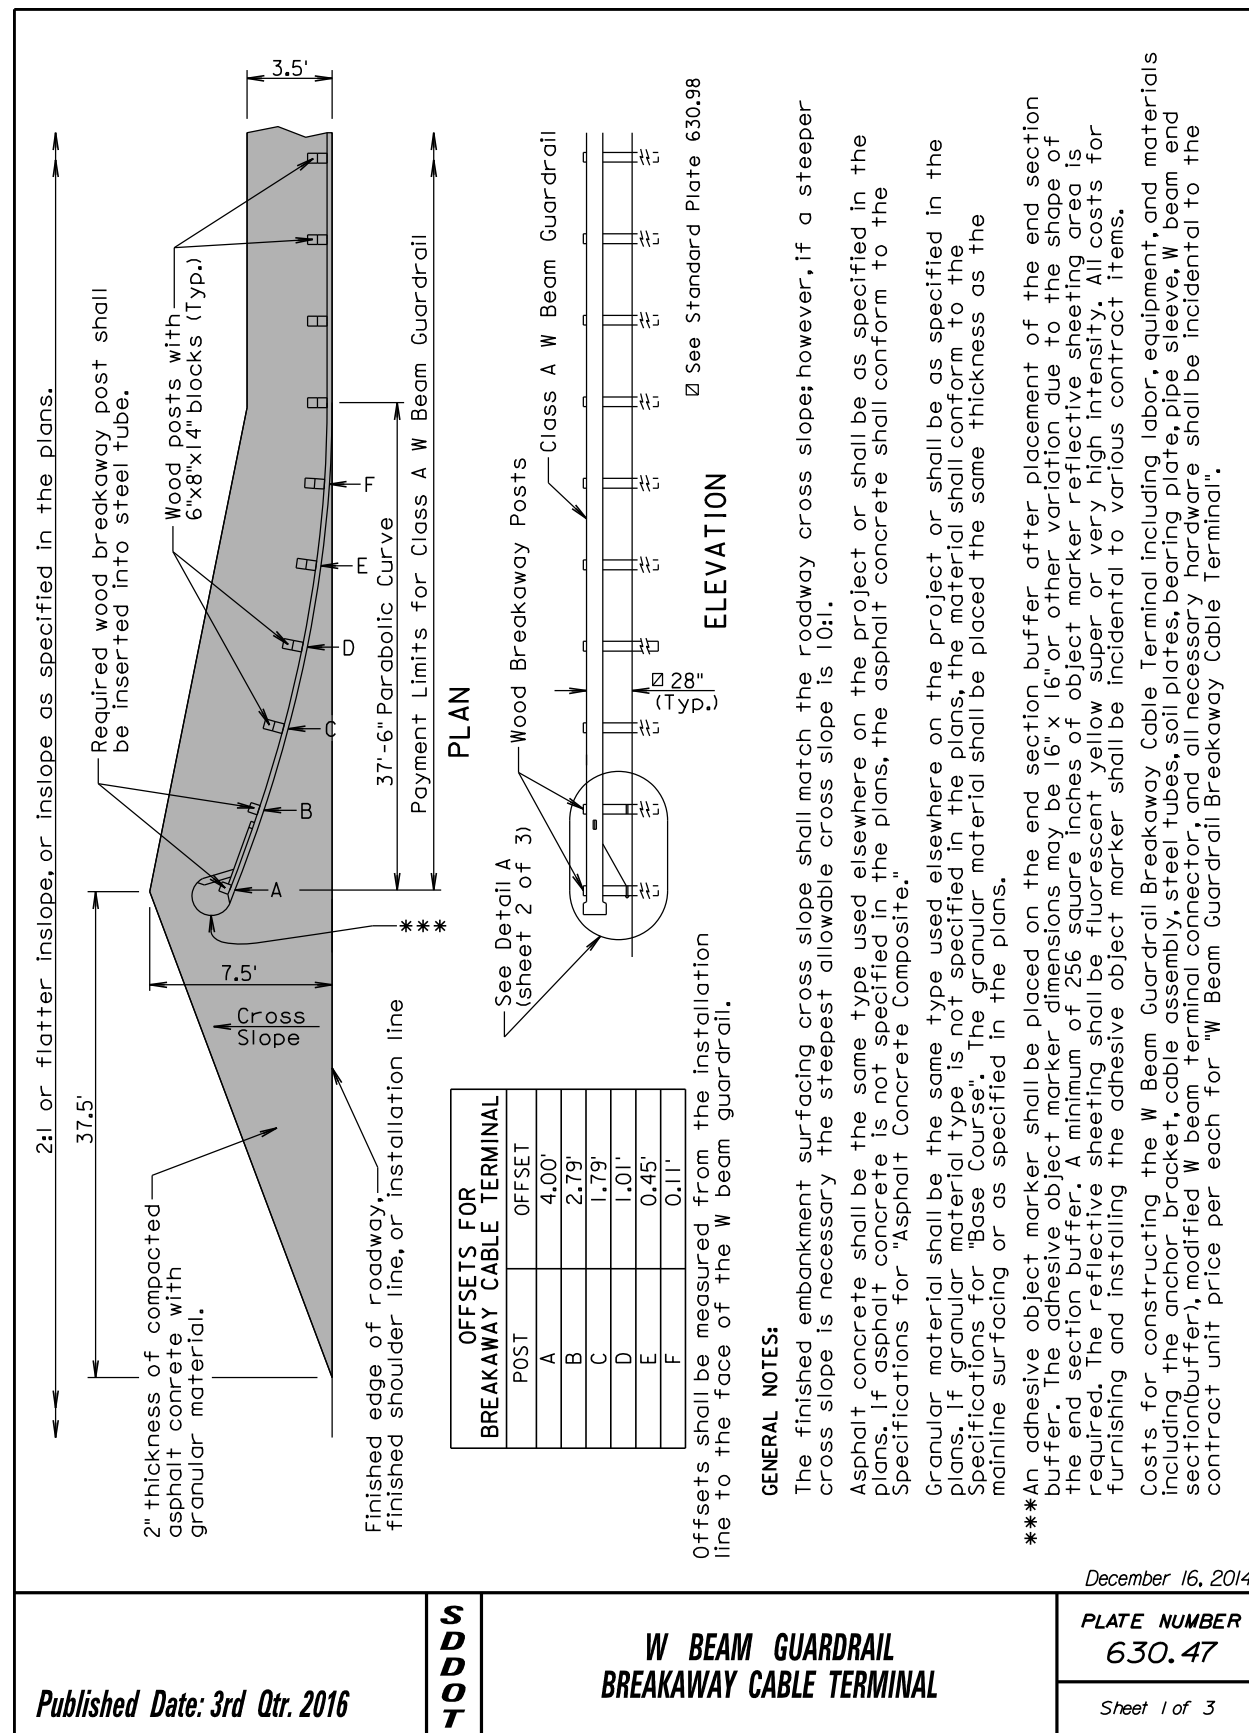 2:1 or flatter inslope, or inslope as specified in the plans.
37.5'
7.5'
3.5'
Cross
Slope
Required wood breakaway post shall
be inserted into steel tube.
Wood posts with
6"x8"x14" blocks (Typ.)
2" thickness of compacted
asphalt conrete with
granular material.
Finished edge of roadway,
finished shoulder line, or installation line
***
A
B
C
D
E
F
37'-6" Parabolic Curve
Payment Limits for Class A W Beam Guardrail
PLAN
See Detail A
(sheet 2 of 3)
Wood Breakaway Posts
Class A W Beam Guardrail
28"
(Typ.)
See Standard Plate 630.98
ELEVATION
OFFSETS FOR
BREAKAWAY CABLE TERMINAL
POST OFFSET
A 4.00'
B 2.79'
C 1.79'
D 1.01'
E 0.45'
F 0.11'
Offsets shall be measured from the installation
line to the face of the W beam guardrail.
GENERAL NOTES:
The finished embankment surfacing cross slope shall match the roadway cross slope; however, if a steeper
cross slope is necessary the steepest allowable cross slope is 10:1.
Asphalt concrete shall be the same type used elsewhere on the project or shall be as specified in the
plans. If asphalt concrete is not specified in the plans, the asphalt concrete shall conform to the
Specifications for "Asphalt Concrete Composite."
Granular material shall be the same type used elsewhere on the project or shall be as specified in the
plans. If granular material type is not specified in the plans, the material shall conform to the
Specifications for "Base Course". The granular material shall be placed the same thickness as the
mainline surfacing or as specified in the plans.
***An adhesive object marker shall be placed on the end section buffer after placement of the end section
buffer. The adhesive object marker dimensions may be 16" x 16" or other variation due to the shape of
the end section buffer. A minimum of 256 square inches of object marker reflective sheeting area is
required. The reflective sheeting shall be fluorescent yellow super or very high intensity. All costs for
furnishing and installing the adhesive object marker shall be incidental to various contract items.
Costs for constructing the W Beam Guardrail Breakaway Cable Terminal including labor, equipment, and materials
including the anchor bracket, cable assembly, steel tubes, soil plates, bearing plate, pipe sleeve, W beam end
section(buffer), modified W beam terminal connector, and all necessary hardware shall be incidental to the
contract unit price per each for "W Beam Guardrail Breakaway Cable Terminal".
December 16, 2014
Published Date: 3rd Qtr. 2016
SDDOT
W BEAM GUARDRAIL
BREAKAWAY CABLE TERMINAL
PLATE NUMBER
630.47
Sheet 1 of 3